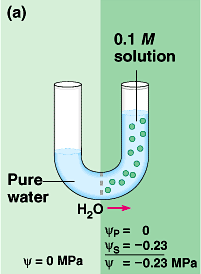 (a)
0.1 M
solution
Pure
water
H₂O
ψP = 0
ψS = −0.23
ψ = 0 MPa
ψ = −0.23 MPa